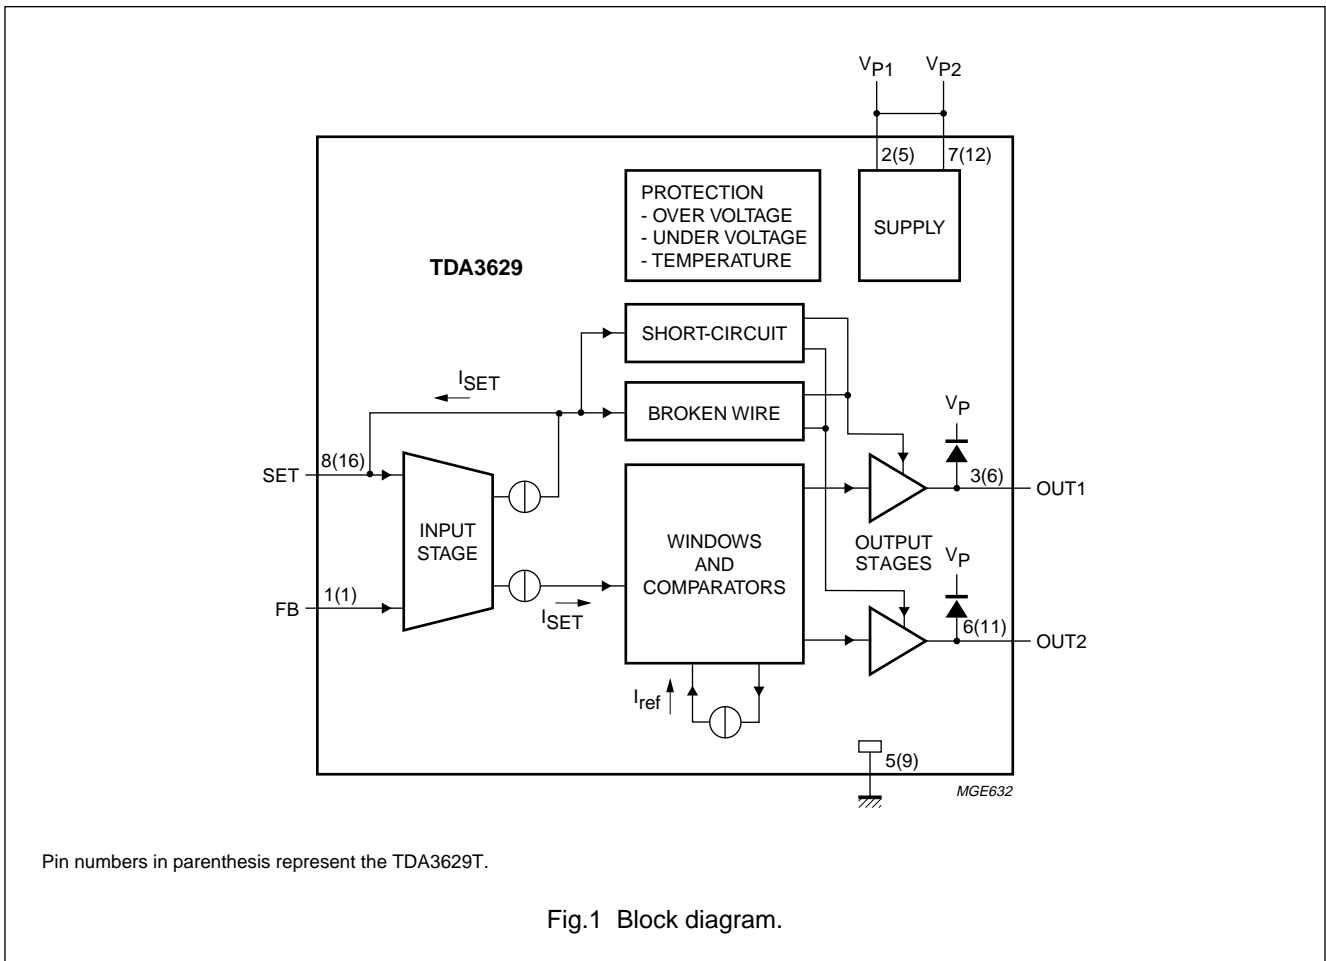 VP1 VP2
2(5) 7(12)
PROTECTION
- OVER VOLTAGE
- UNDER VOLTAGE
- TEMPERATURE
SUPPLY
TDA3629
SHORT-CIRCUIT
ISET
BROKEN WIRE
VP
8(16)
SET
3(6)
OUT1
INPUT
STAGE
WINDOWS
AND
COMPARATORS
OUTPUT
STAGES
VP
1(1)
FB
ISET
6(11)
OUT2
Iref
5(9)
MGE632
Pin numbers in parenthesis represent the TDA3629T.
Fig.1 Block diagram.